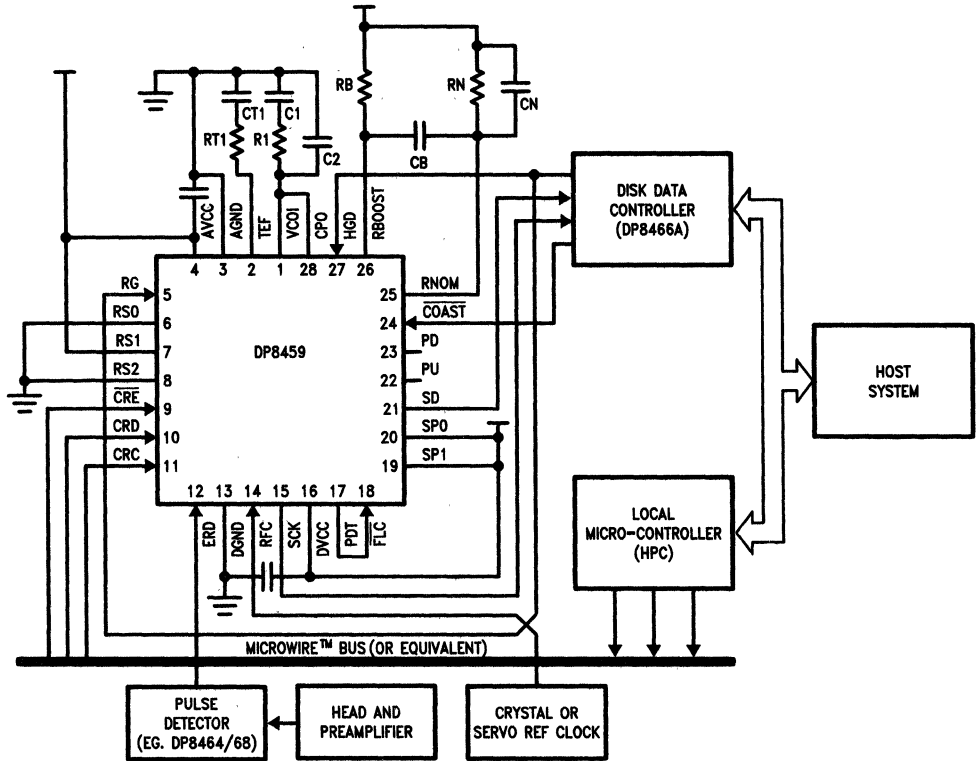 RB
RN
CN
CB
CT1
C1
RT1
R1
C2
AVCC
AGND
TEF
VCOI
CPO
HGD
RBOOST
4
3
2
1
28
27
26
RG
5
RS0
6
RS1
7
RS2
8
CRE
9
CRD
10
CRC
11
DP8459
25
RNOM
24
COAST
23
PD
22
PU
21
SD
20
SP0
19
SP1
12
13
14
15
16
17
18
ERD
DGND
RFC
SCK
DVCC
PDT
FLC
DISK DATA
CONTROLLER
(DP8466A)
HOST
SYSTEM
LOCAL
MICRO-CONTROLLER
(HPC)
MICROWIRE™ BUS (OR EQUIVALENT)
PULSE
DETECTOR
(EG. DP8464/68)
HEAD AND
PREAMPLIFIER
CRYSTAL OR
SERVO REF CLOCK